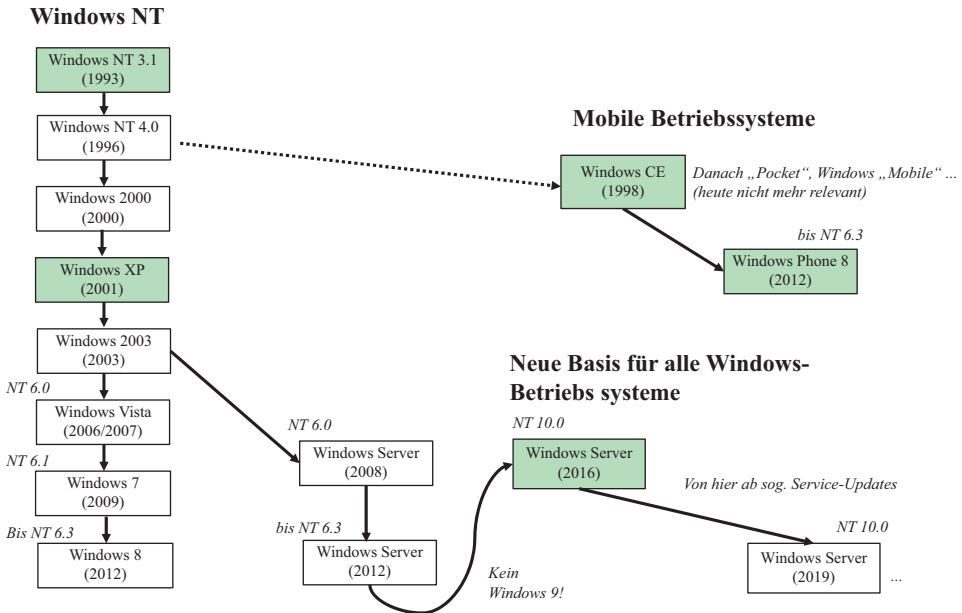 Windows NT
Windows NT 3.1
(1993)
Windows NT 4.0
(1996)
Windows 2000
(2000)
Windows XP
(2001)
Windows 2003
(2003)
NT 6.0
Windows Vista
(2006/2007)
NT 6.1
Windows 7
(2009)
Bis NT 6.3
Windows 8
(2012)
NT 6.0
Windows Server
(2008)
bis NT 6.3
Windows Server
(2012)
Kein
Windows 9!
Mobile Betriebssysteme
Windows CE
(1998)
Danach „Pocket“, Windows „Mobile“ ...
(heute nicht mehr relevant)
bis NT 6.3
Windows Phone 8
(2012)
Neue Basis für alle Windows-
Betriebs systeme
NT 10.0
Windows Server
(2016)
Von hier ab sog. Service-Updates
NT 10.0
Windows Server
(2019)
...